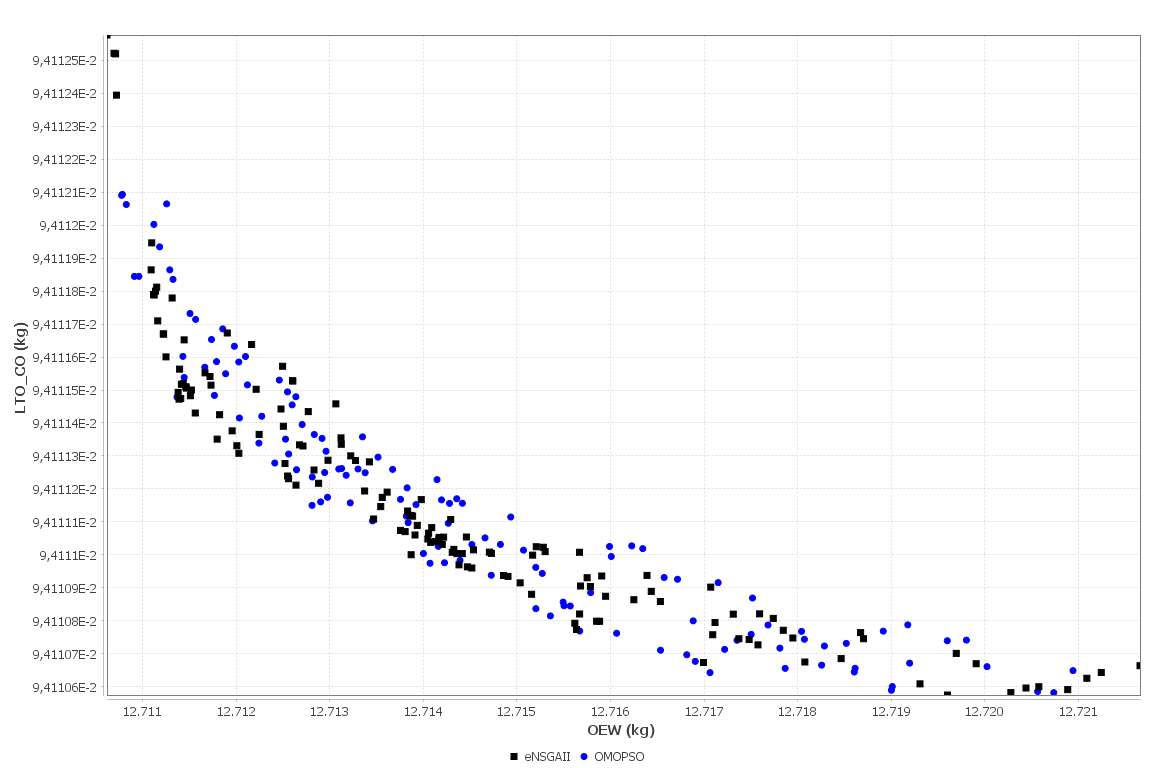 9,41125E-2
9,41124E-2
9,41123E-2
9,41122E-2
9,41121E-2
9,4112E-2
9,41119E-2
9,41118E-2
9,41117E-2
9,41116E-2
9,41115E-2
9,41114E-2
9,41113E-2
9,41112E-2
9,41111E-2
9,4111E-2
9,41109E-2
9,41108E-2
9,41107E-2
9,41106E-2
LTO_CO (kg)
12.711 12.712 12.713 12.714 12.715 12.716 12.717 12.718 12.719 12.720 12.721
OEW (kg)
eNSGAII OMOPSO